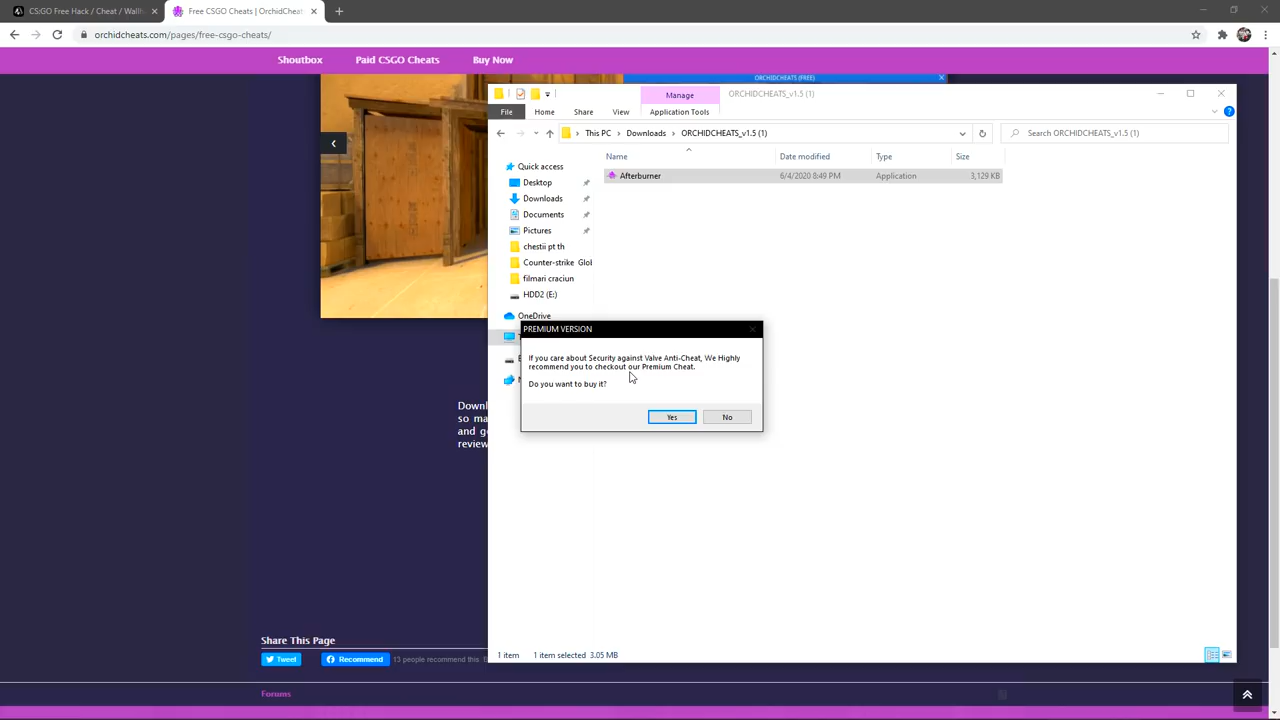 CS:GO Free Hack / Cheat / Wallh
Free CSGO Cheats | OrchidCheat
orchidcheats.com/pages/free-csgo-cheats/
Shoutbox
Paid CSGO Cheats
Buy Now
ORCHIDCHEATS (FREE)
Manage
ORCHIDCHEATS_v1.5 (1)
File
Home
Share
View
Application Tools
This PC
Downloads
ORCHIDCHEATS_v1.5 (1)
Search ORCHIDCHEATS_v1.5 (1)
Name
Date modified
Type
Size
Afterburner
6/4/2020 8:49 PM
Application
3,129 KB
Quick access
Desktop
Downloads
Documents
Pictures
chestii pt th
Counter-strike Glob
filmari craciun
HDD2 (E:)
OneDrive
PREMIUM VERSION
If you care about Security against Valve Anti-Cheat, We Highly
recommend you to checkout our Premium Cheat.
Do you want to buy it?
Yes
No
Downl
so ma
and g
review
1 item
1 item selected 3.05 MB
Share This Page
Tweet
Recommend
13 people recommend this
Forums